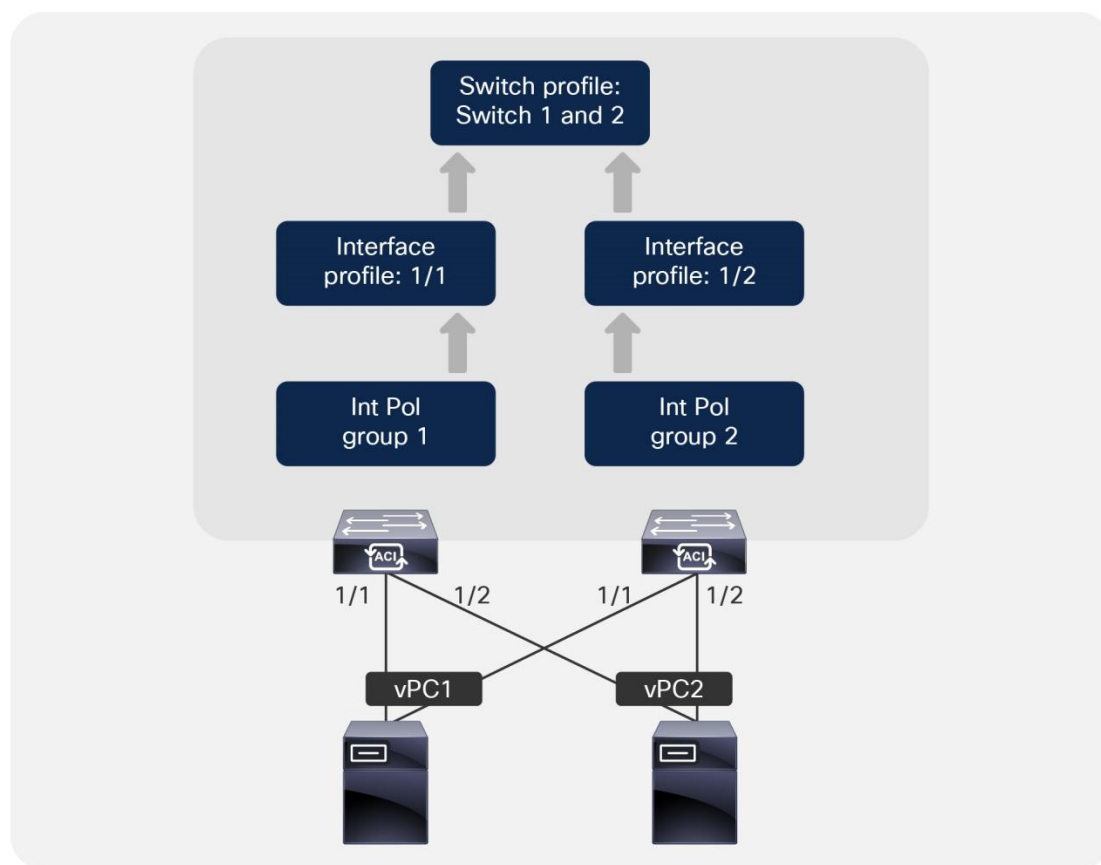 Switch profile:
Switch 1 and 2
Interface
profile: 1/1
Interface
profile: 1/2
Int Pol
group 1
Int Pol
group 2
ACI
ACI
1/1
1/2
1/1
1/2
vPC1
vPC2